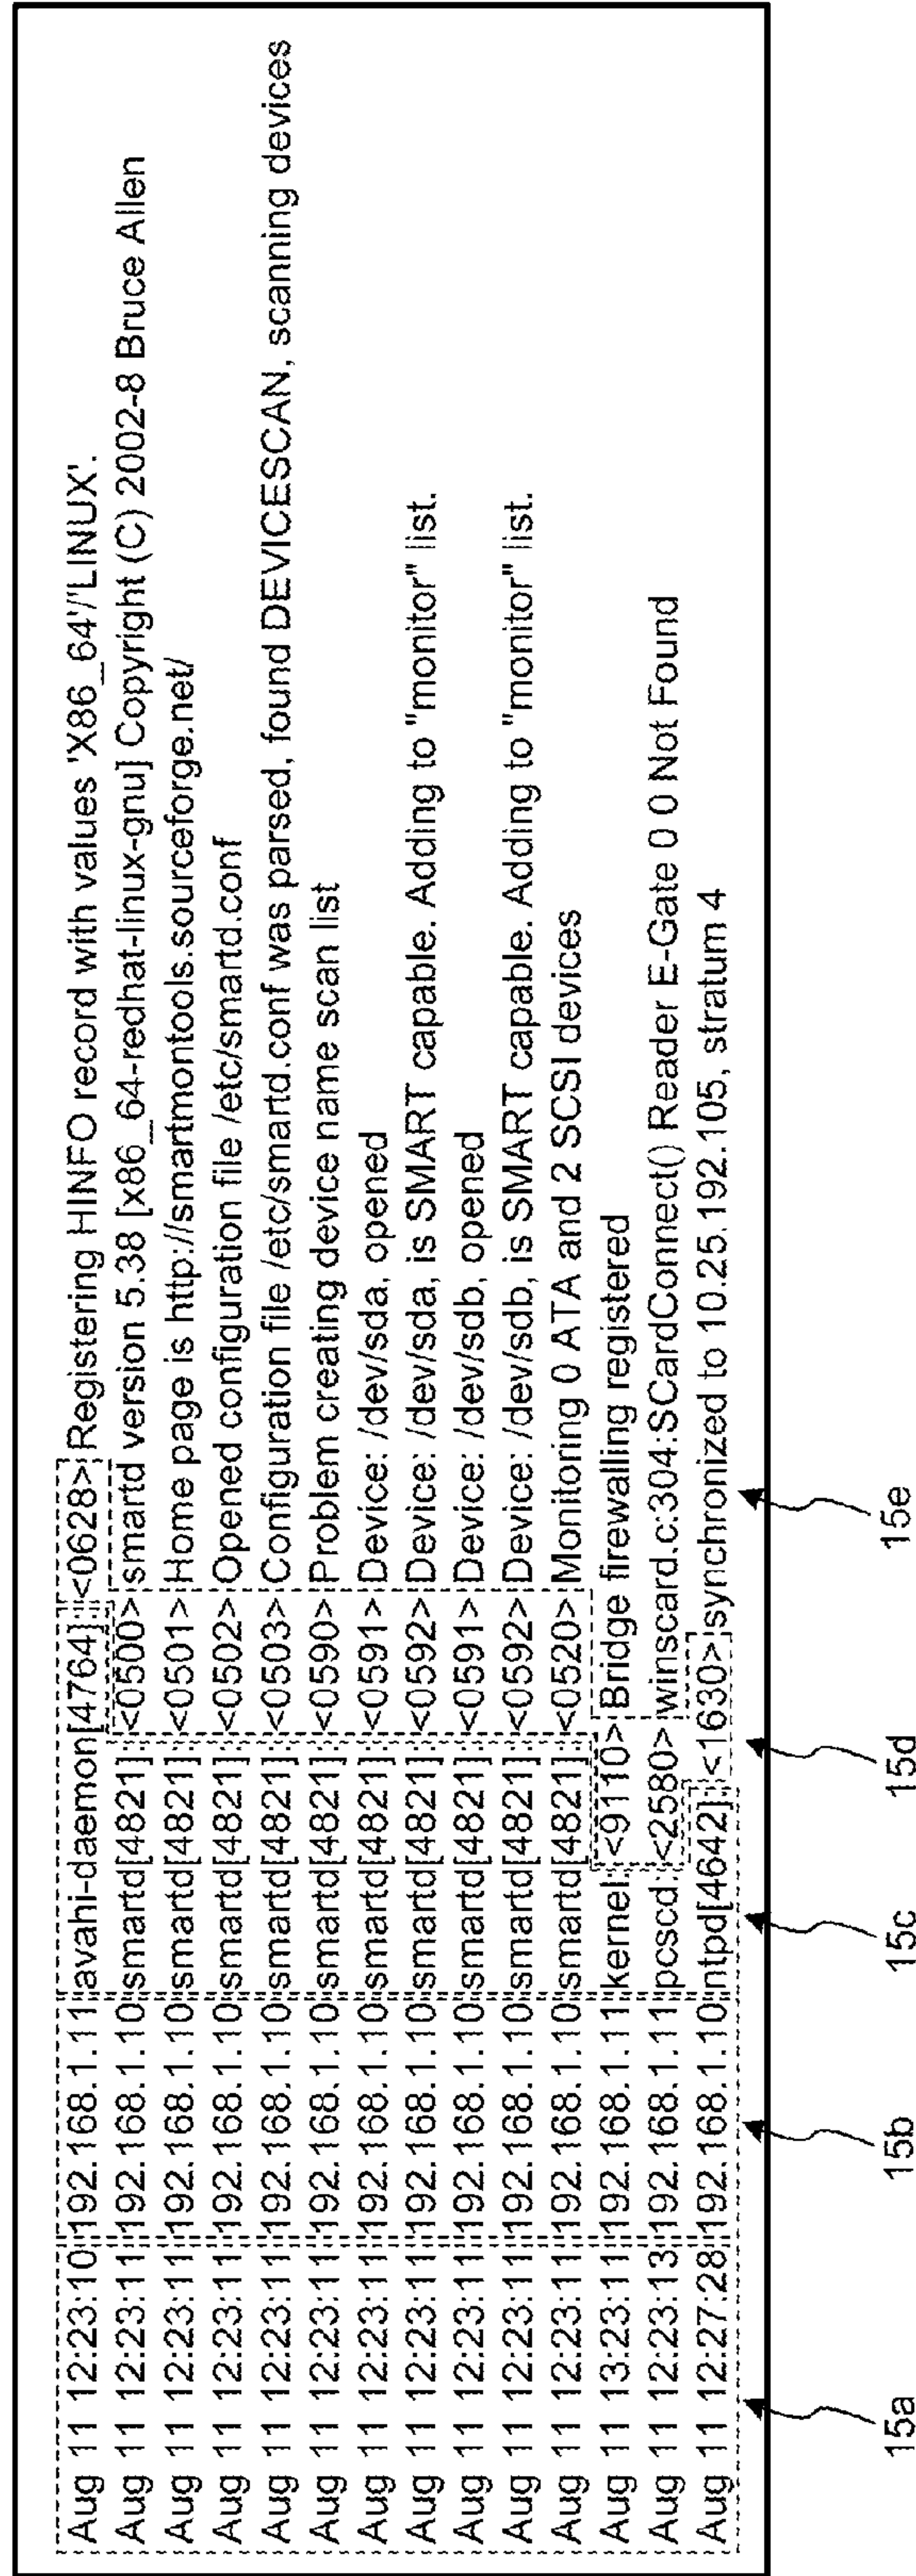 Aug 11 12:23:10 192.168.1.11 avahi-daemon[4764]: <0628> Registering HINFO record with values 'X86_64'/'LINUX'.
Aug 11 12:23:11 192.168.1.10 smartd[4821]: <0500> smartd version 5.38 [x86_64-redhat-linux-gnu] Copyright (C) 2002-8 Bruce Allen
Aug 11 12:23:11 192.168.1.10 smartd[4821]: <0501> Home page is http://smartmontools.sourceforge.net/
Aug 11 12:23:11 192.168.1.10 smartd[4821]: <0502> Opened configuration file /etc/smartd.conf
Aug 11 12:23:11 192.168.1.10 smartd[4821]: <0503> Configuration file /etc/smartd.conf was parsed, found DEVICESCAN, scanning devices
Aug 11 12:23:11 192.168.1.10 smartd[4821]: <0590> Problem creating device name scan list
Aug 11 12:23:11 192.168.1.10 smartd[4821]: <0591> Device: /dev/sda, opened
Aug 11 12:23:11 192.168.1.10 smartd[4821]: <0592> Device: /dev/sda, is SMART capable. Adding to "monitor" list.
Aug 11 12:23:11 192.168.1.10 smartd[4821]: <0591> Device: /dev/sdb, opened
Aug 11 12:23:11 192.168.1.10 smartd[4821]: <0592> Device: /dev/sdb, is SMART capable. Adding to "monitor" list.
Aug 11 12:23:11 192.168.1.10 smartd[4821]: <0520> Monitoring 0 ATA and 2 SCSI devices
Aug 11 13:23:11 192.168.1.11 kernel: <9110> Bridge firewalling registered
Aug 11 12:23:13 192.168.1.11 pcscd: <2580> winscard.c:304:SCardConnect() Reader E-Gate 0 0 Not Found
Aug 11 12:27:28 192.168.1.10 ntpd[4642]: <1630> synchronized to 10.25.192.105, stratum 4
15a 15b 15c 15d 15e